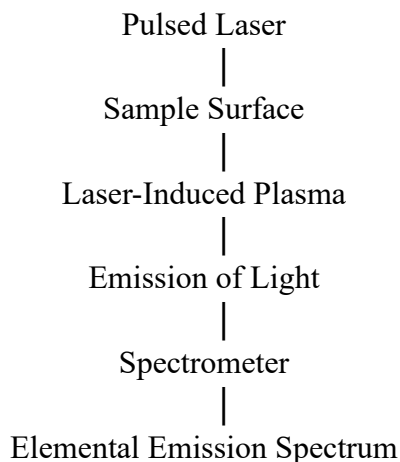 Pulsed Laser
Sample Surface
Laser-Induced Plasma
Emission of Light
Spectrometer
Elemental Emission Spectrum